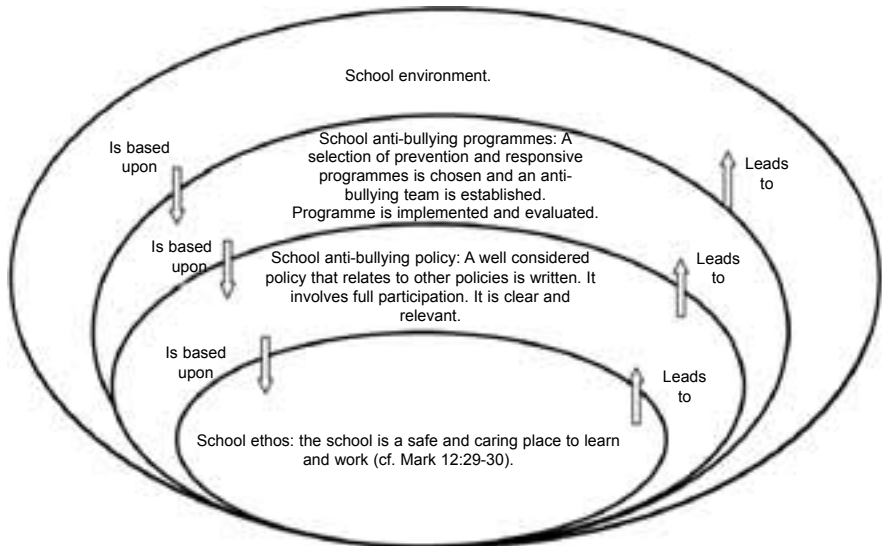 School environment.
Is based
upon
School anti-bullying programmes: A
selection of prevention and responsive
programmes is chosen and an anti-
bullying team is established.
Programme is implemented and evaluated.
Leads
to
Is based
upon
School anti-bullying policy: A well considered
policy that relates to other policies is written. It
involves full participation. It is clear and
relevant.
Leads
to
Is based
upon
Leads
to
School ethos: the school is a safe and caring place to learn
and work (cf. Mark 12:29-30).